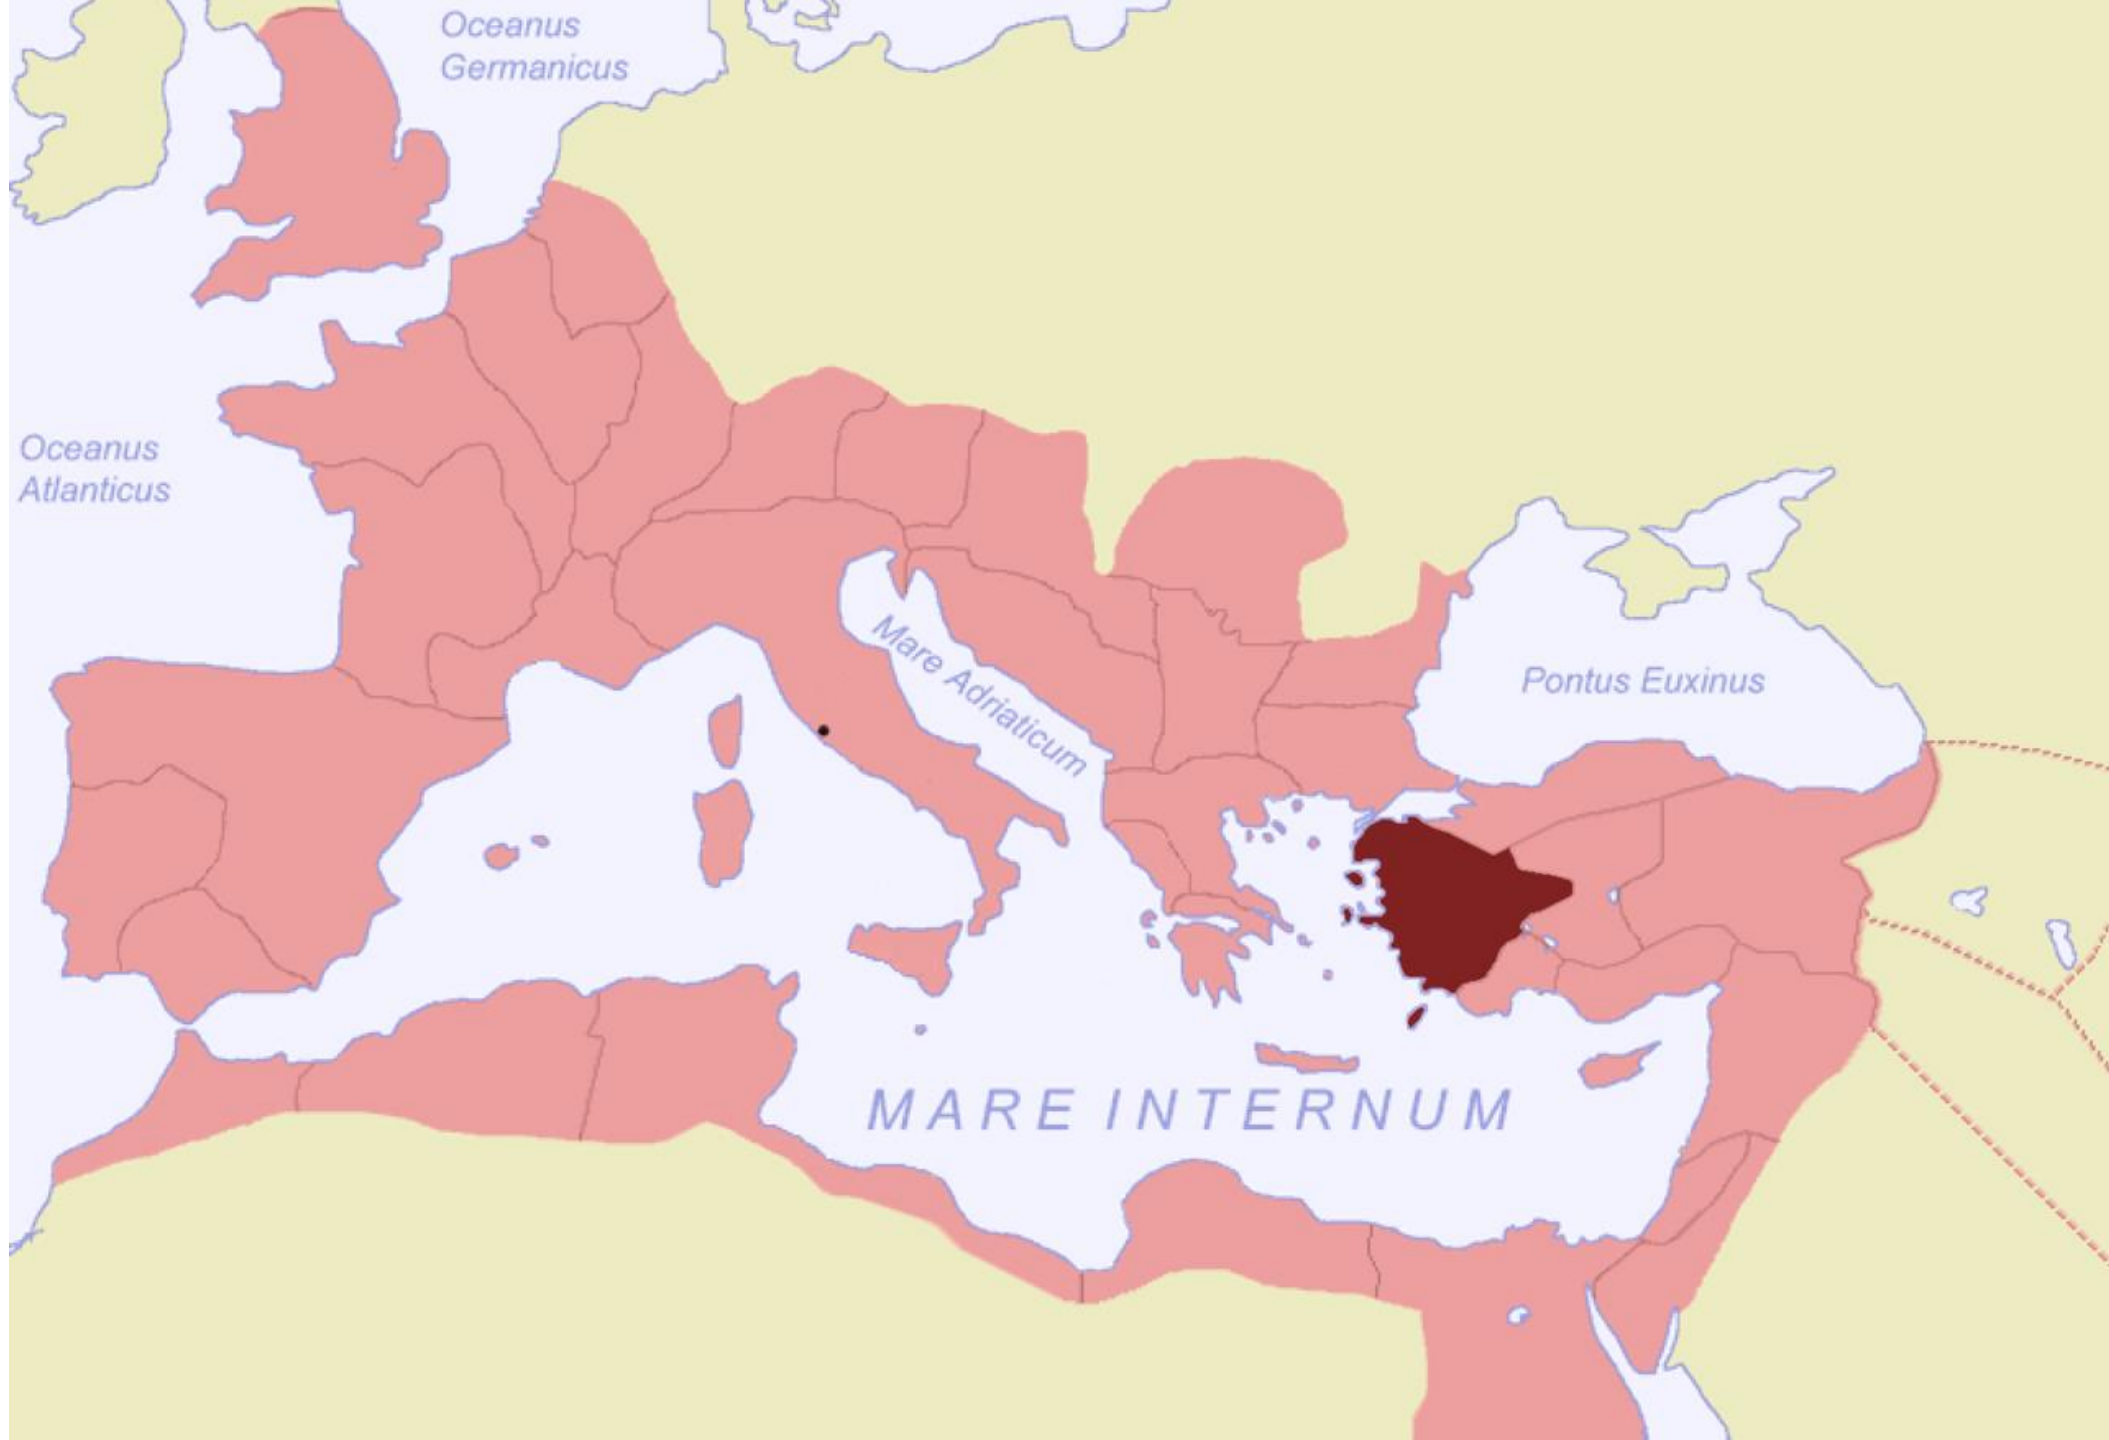 Oceanus
Germanicus
Oceanus
Atlanticus
Mare Adriaticum
Pontus Euxinus
MARE INTERNUM